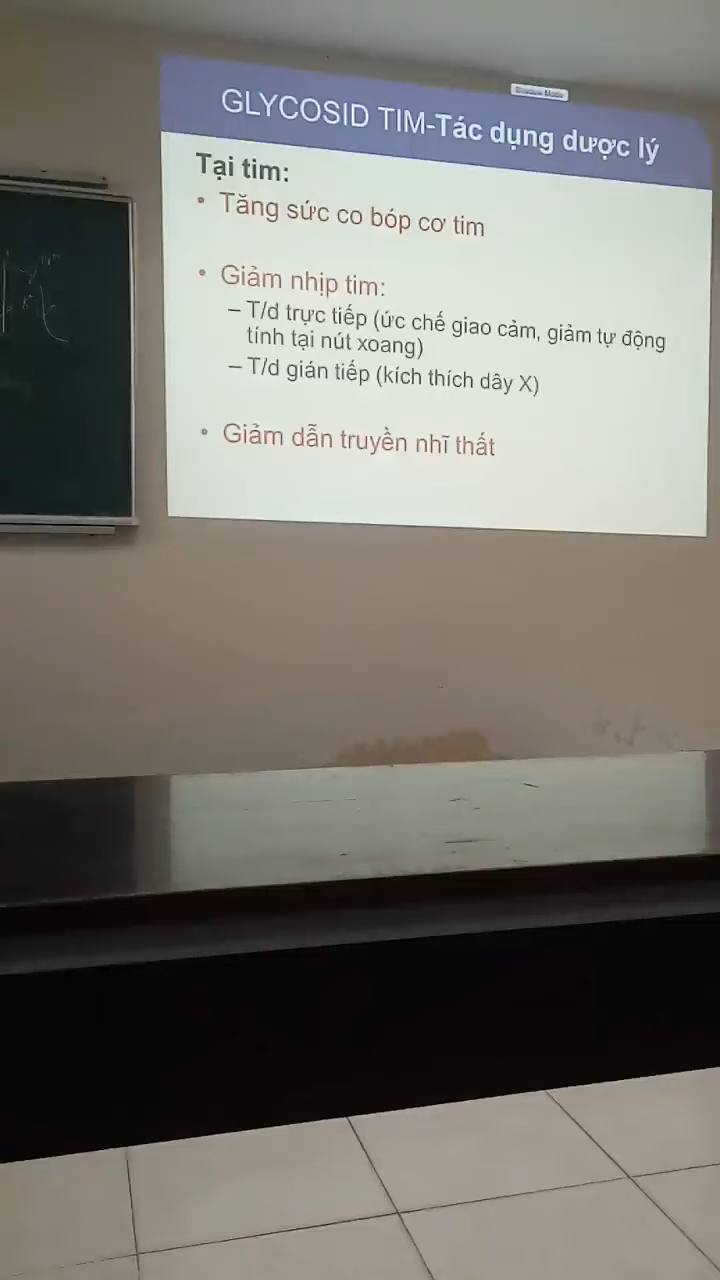 Shadow Mode
GLYCOSID TIM-Tác dụng dược lý
Tại tim:
• Tăng sức co bóp cơ tim
• Giảm nhịp tim:
– T/d trực tiếp (ức chế giao cảm, giảm tự động
tính tại nút xoang)
– T/d gián tiếp (kích thích dây X)
• Giảm dẫn truyền nhĩ thất